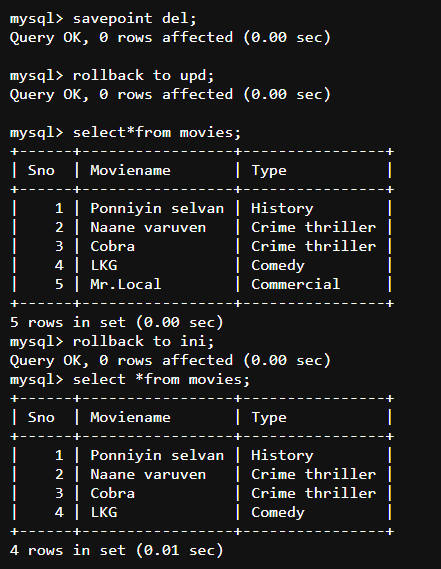 mysql> savepoint del;
Query OK, 0 rows affected (0.00 sec)

mysql> rollback to upd;
Query OK, 0 rows affected (0.00 sec)

mysql> select*from movies;
+------+-----------------+----------------+
| Sno  | Moviename       | Type           |
+------+-----------------+----------------+
|    1 | Ponniyin selvan | History        |
|    2 | Naane varuven   | Crime thriller |
|    3 | Cobra           | Crime thriller |
|    4 | LKG             | Comedy         |
|    5 | Mr.Local        | Commercial     |
+------+-----------------+----------------+
5 rows in set (0.00 sec)
mysql> rollback to ini;
Query OK, 0 rows affected (0.00 sec)
mysql> select *from movies;
+------+-----------------+----------------+
| Sno  | Moviename       | Type           |
+------+-----------------+----------------+
|    1 | Ponniyin selvan | History        |
|    2 | Naane varuven   | Crime thriller |
|    3 | Cobra           | Crime thriller |
|    4 | LKG             | Comedy         |
+------+-----------------+----------------+
4 rows in set (0.01 sec)